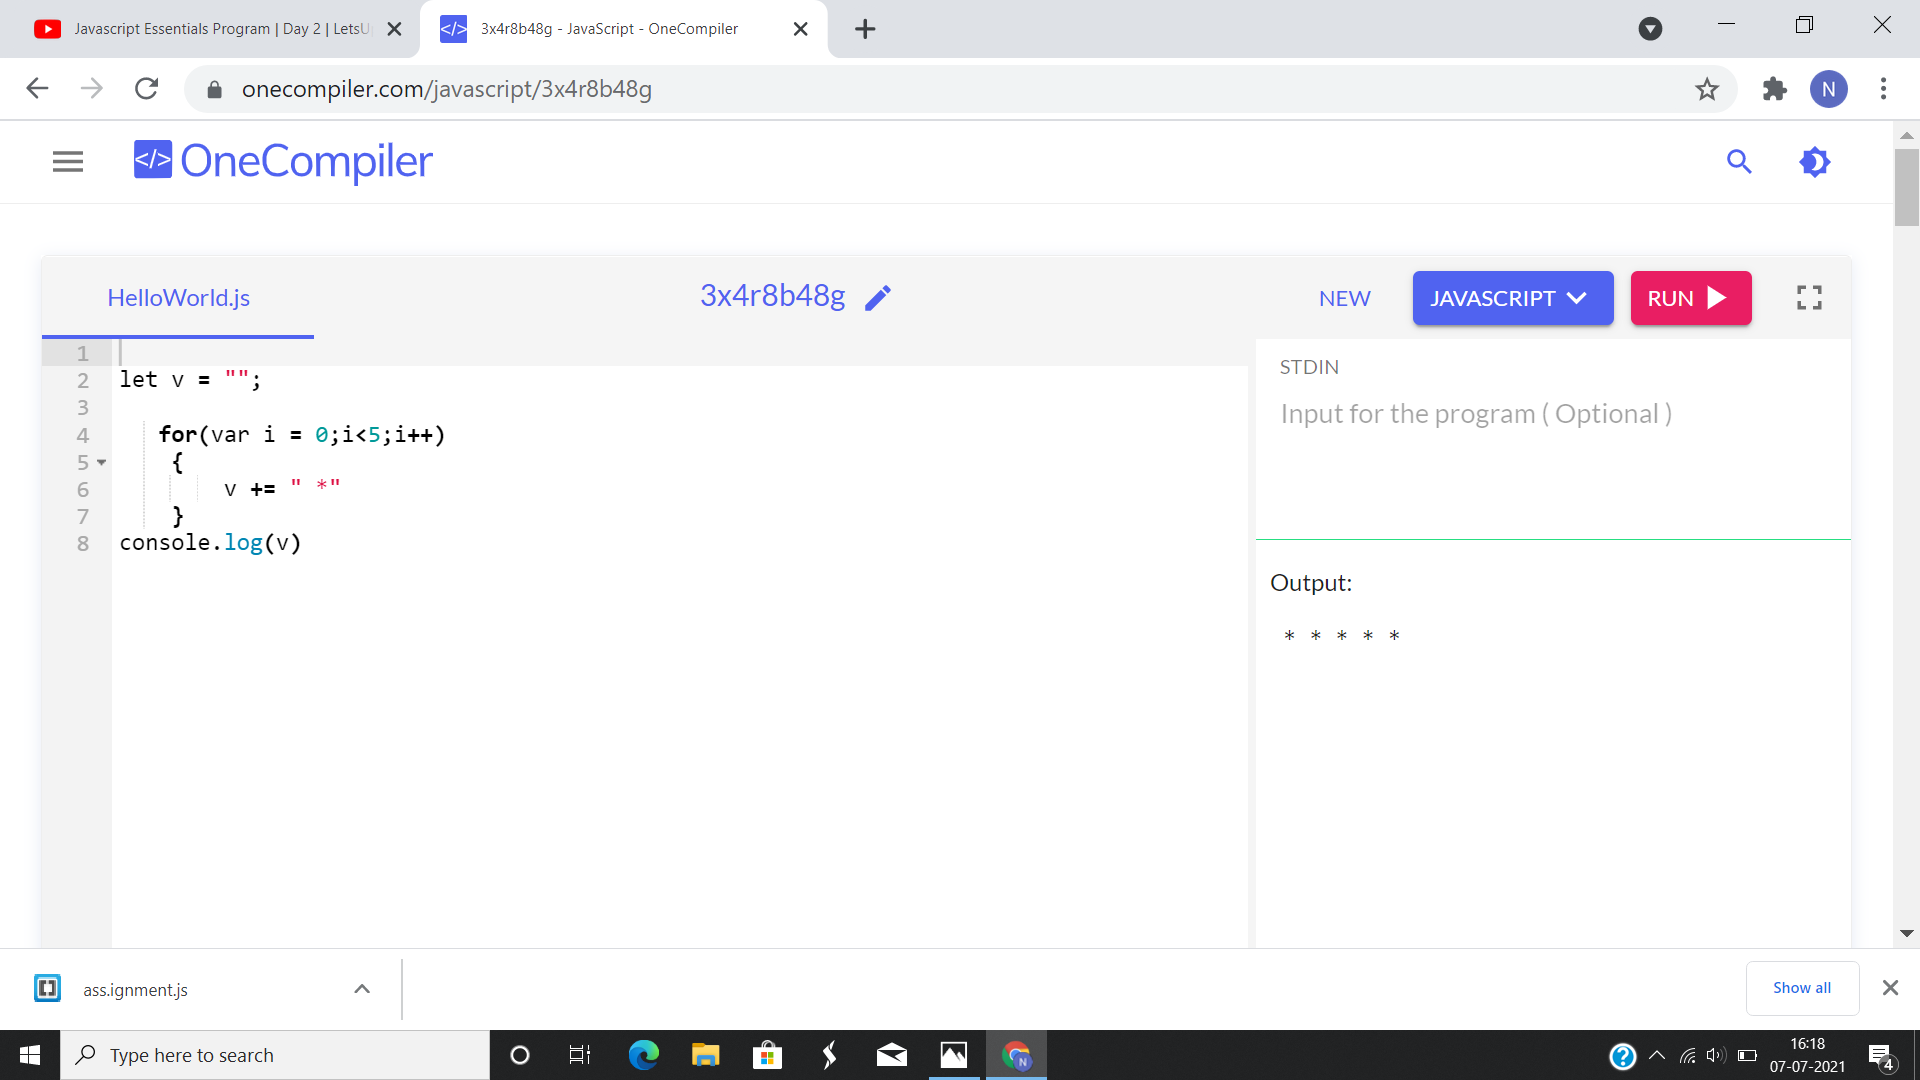 Javascript Essentials Program | Day 2 | LetsU
3x4r8b48g - JavaScript - OneCompiler
onecompiler.com/javascript/3x4r8b48g
N
</> OneCompiler
HelloWorld.js
3x4r8b48g
NEW
JAVASCRIPT
RUN
1
2 let v = "";
3
4 for(var i = 0;i<5;i++)
5 {
6 v += " *"
7 }
8 console.log(v)
STDIN
Input for the program ( Optional )
Output:
* * * * *
ass.ignment.js
Show all
Type here to search
N
16:18
07-07-2021
4